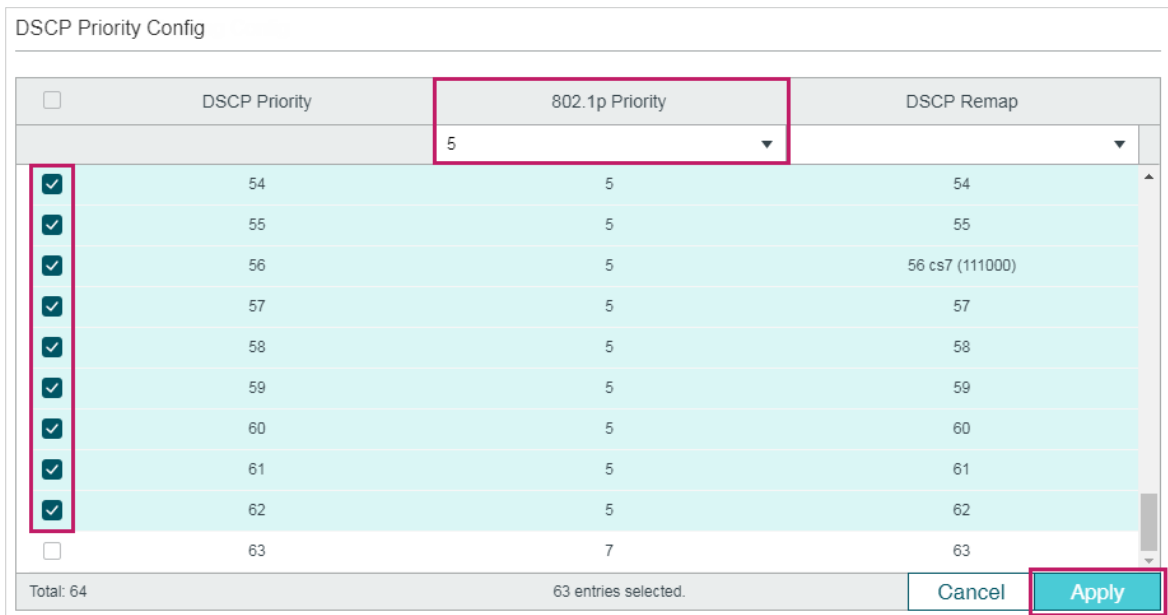 DSCP Priority Config
DSCP Priority 802.1p Priority DSCP Remap
5
54 5 54
55 5 55
56 5 56 cs7 (111000)
57 5 57
58 5 58
59 5 59
60 5 60
61 5 61
62 5 62
63 7 63
Total: 64 63 entries selected. Cancel Apply